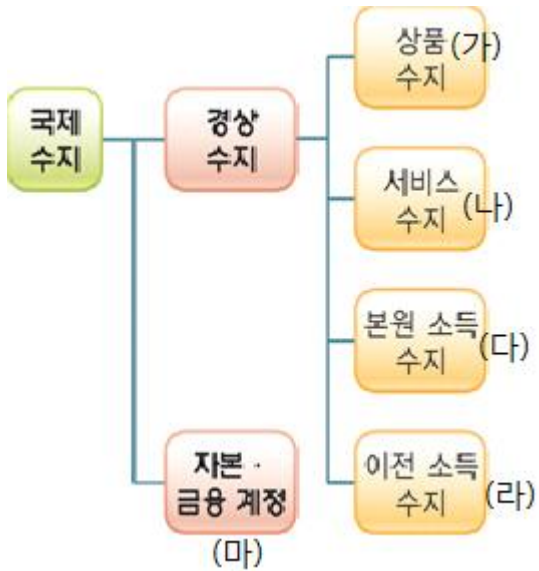 국제
수지
경상
수지
상품 (가)
수지
서비스
수지 (나)
본원 소득
수지 (다)
자본 ·
금융 계정
(마)
이전 소득
수지 (라)